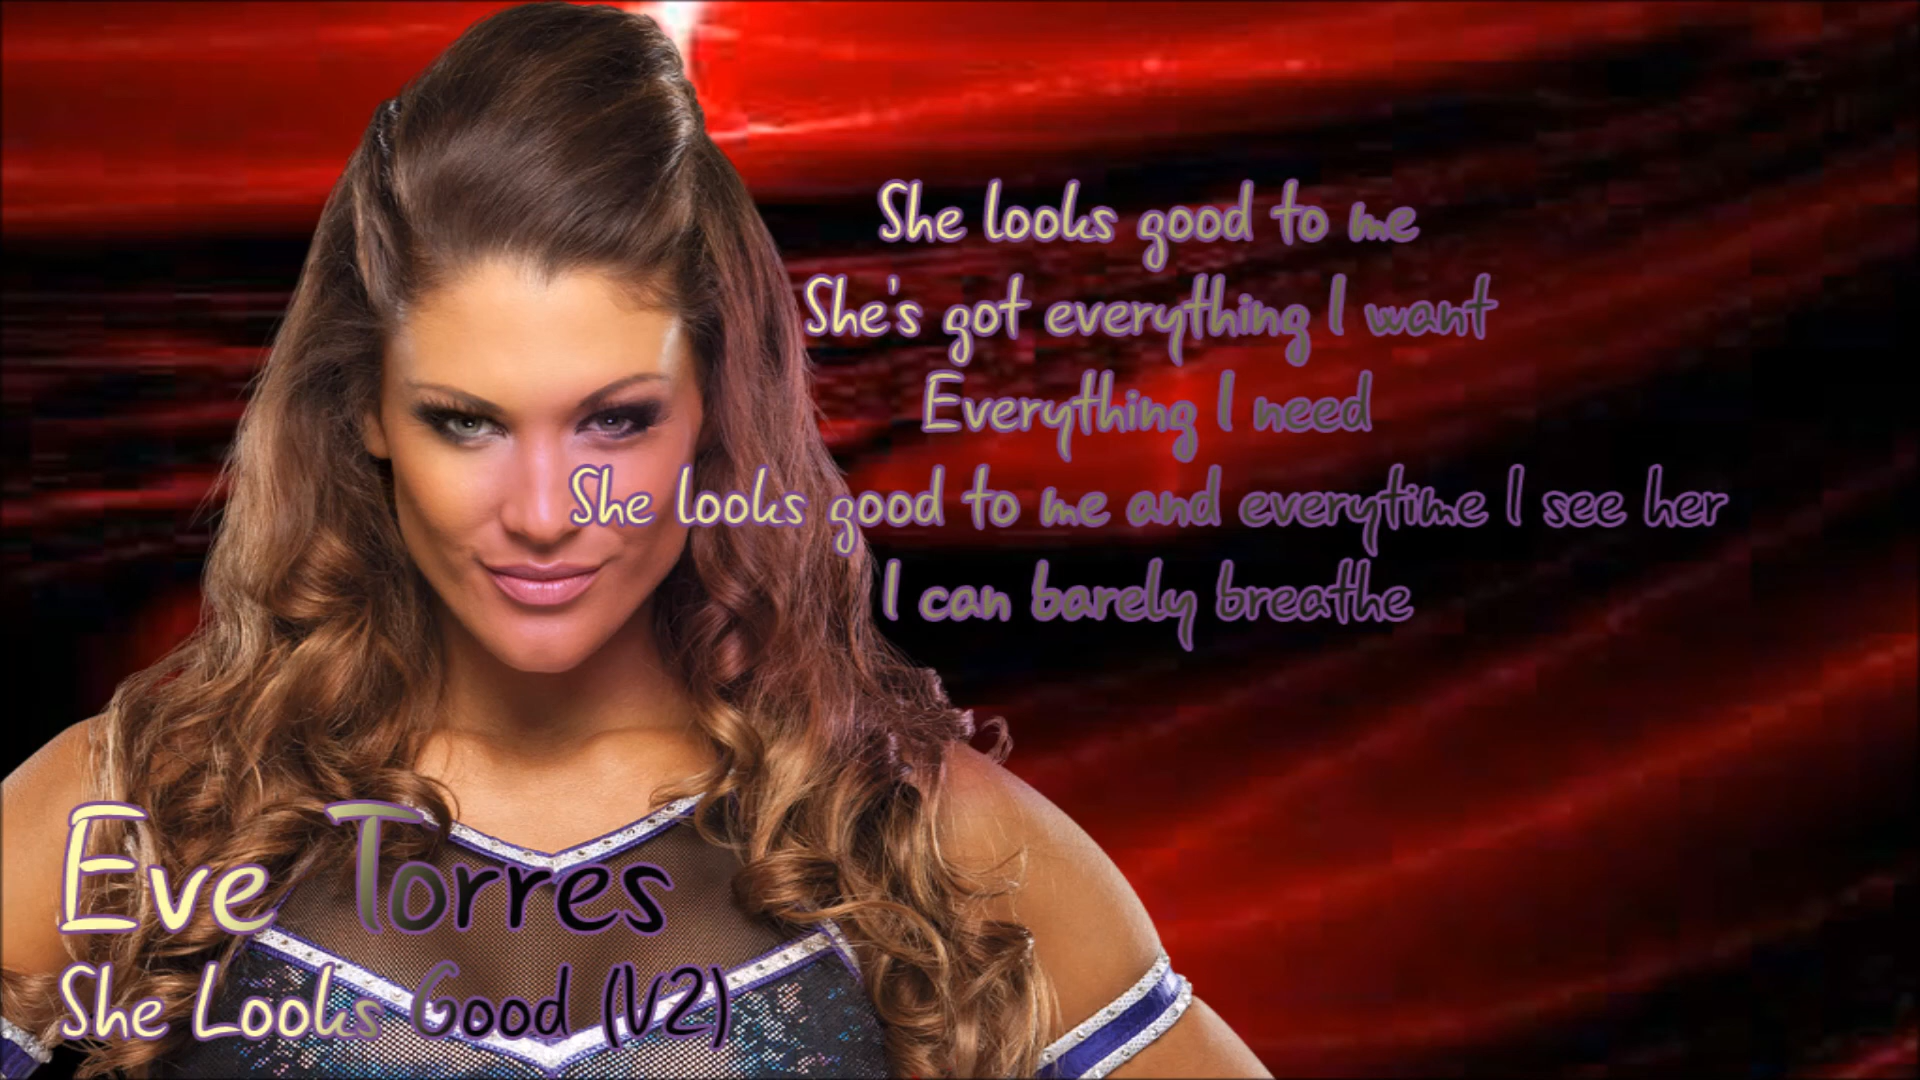 She looks good to me
She's got everything I want
Everything I need
She looks good to me and everytime I see her
I can barely breathe
Eve Torres
She Looks Good (V2)